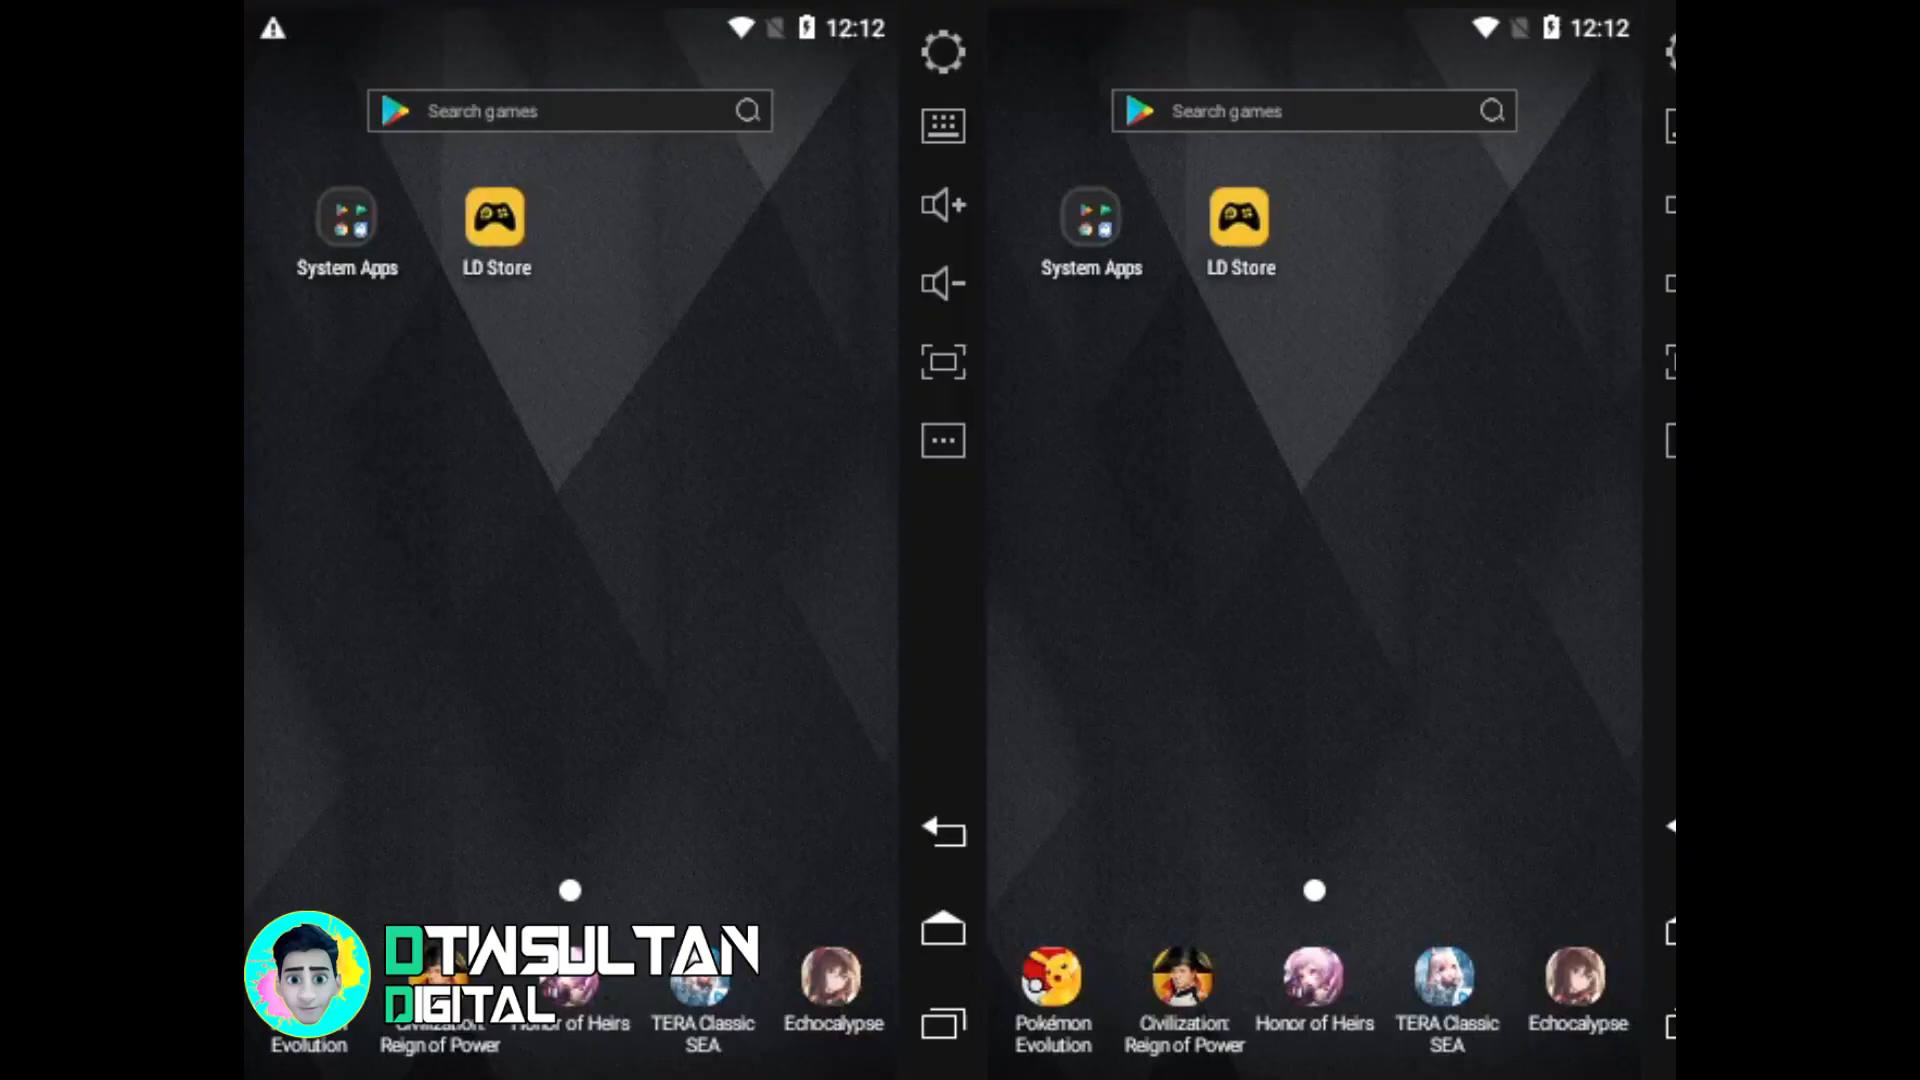 12:12
Search games
System Apps
LD Store
DTWSULTAN
DIGITAL
Evolution
Civilization:
Reign of Power
Honor of Heirs
TERA Classic
SEA
Echocalypse
12:12
Search games
System Apps
LD Store
Pokémon
Evolution
Civilization:
Reign of Power
Honor of Heirs
TERA Classic
SEA
Echocalypse